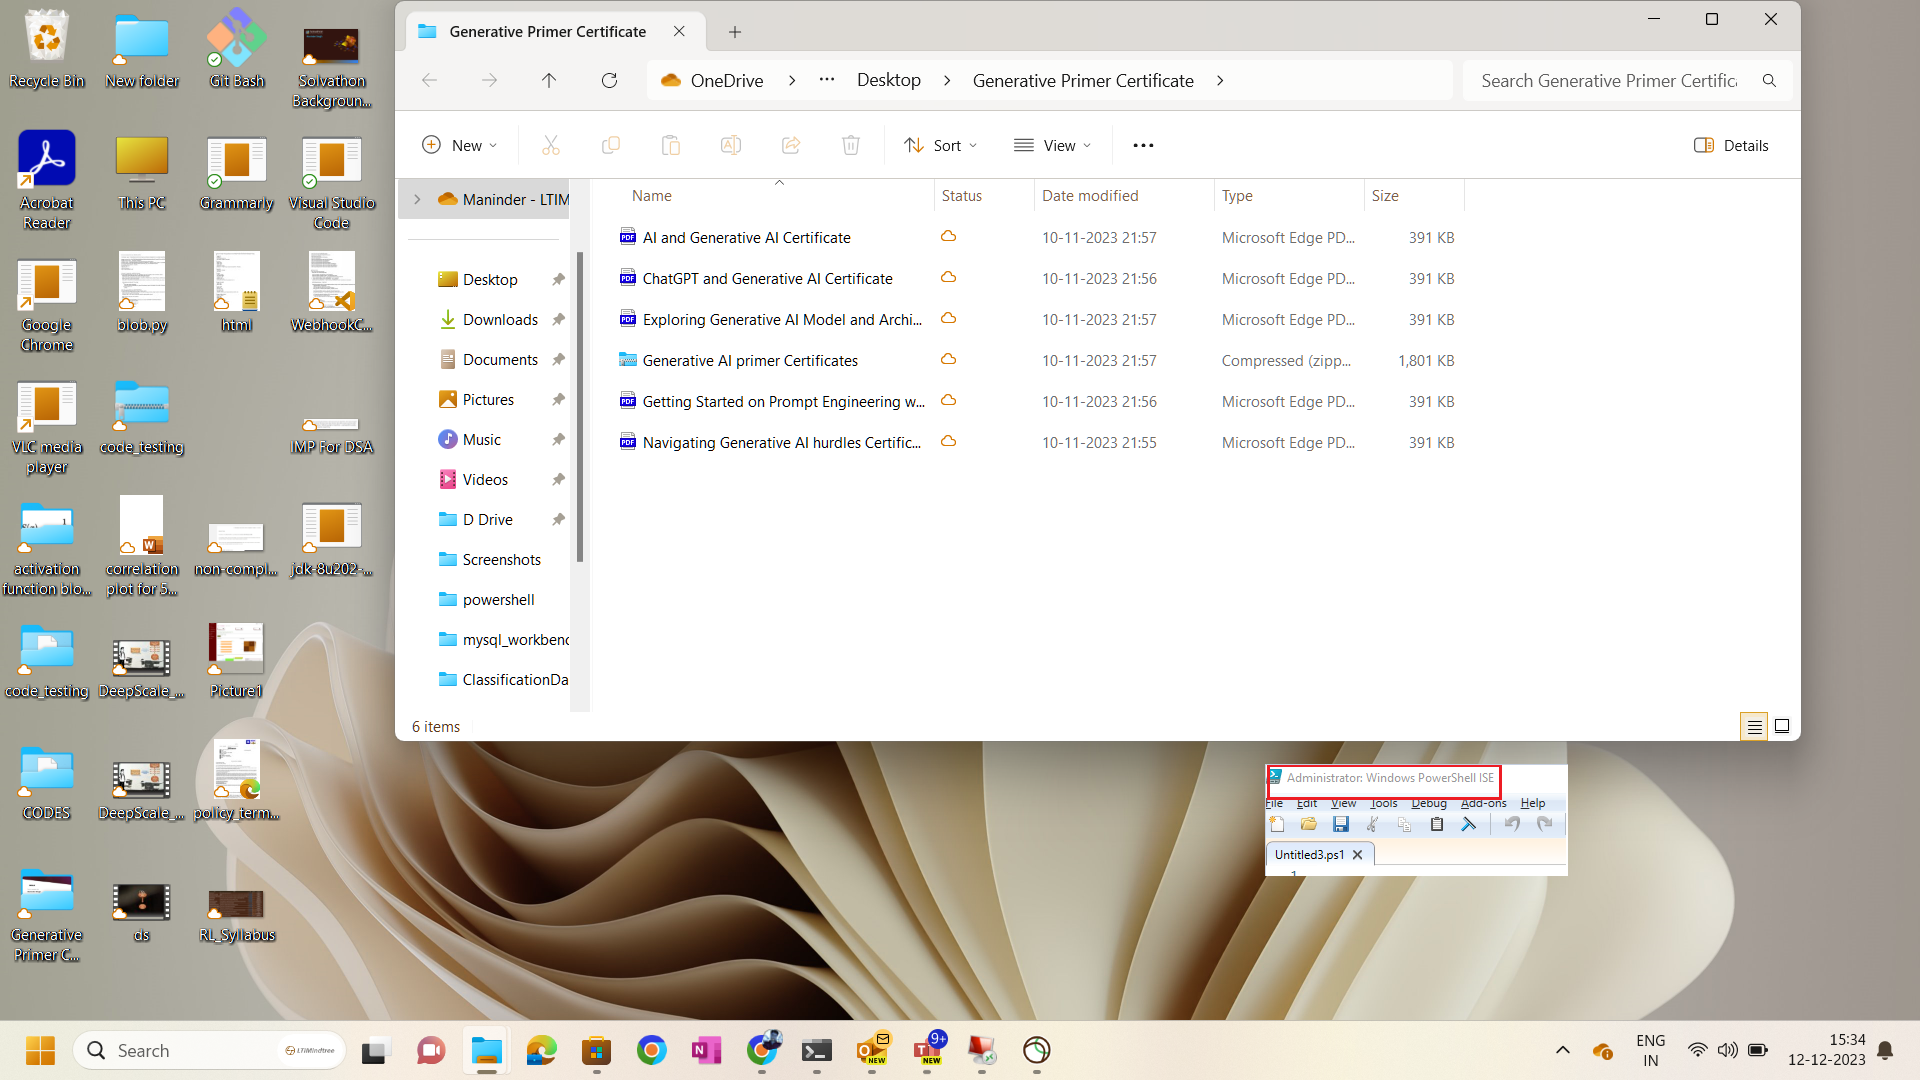 Recycle Bin
New folder
Git Bash
Solvathon
Backgroun...
Acrobat
Reader
This PC
Grammarly
Visual Studio
Code
Google
Chrome
blob.py
html
WebhookC...
VLC media
player
code_testing
IMP For DSA
activation
function blo...
correlation
plot for 5...
non-compl...
jdk-8u202-...
code_testing
DeepScale_...
Picture1
CODES
DeepScale_...
policy_term...
Generative
Primer C...
ds
RL_Syllabus
Generative Primer Certificate
OneDrive
Desktop
Generative Primer Certificate
Search Generative Primer Certific
New
Sort
View
Details
Maninder - LTIM
Desktop
Downloads
Documents
Pictures
Music
Videos
D Drive
Screenshots
powershell
mysql_workbenc
ClassificationDa
Name Status Date modified Type Size
AI and Generative AI Certificate 10-11-2023 21:57 Microsoft Edge PD... 391 KB
ChatGPT and Generative AI Certificate 10-11-2023 21:56 Microsoft Edge PD... 391 KB
Exploring Generative AI Model and Archi... 10-11-2023 21:57 Microsoft Edge PD... 391 KB
Generative AI primer Certificates 10-11-2023 21:57 Compressed (zipp... 1,801 KB
Getting Started on Prompt Engineering w... 10-11-2023 21:56 Microsoft Edge PD... 391 KB
Navigating Generative AI hurdles Certific... 10-11-2023 21:55 Microsoft Edge PD... 391 KB
6 items
Administrator: Windows PowerShell ISE
File Edit View Tools Debug Add-ons Help
Untitled3.ps1
1
Search
LTIMindtree
NEW
9+
NEW
ENG
IN
15:34
12-12-2023